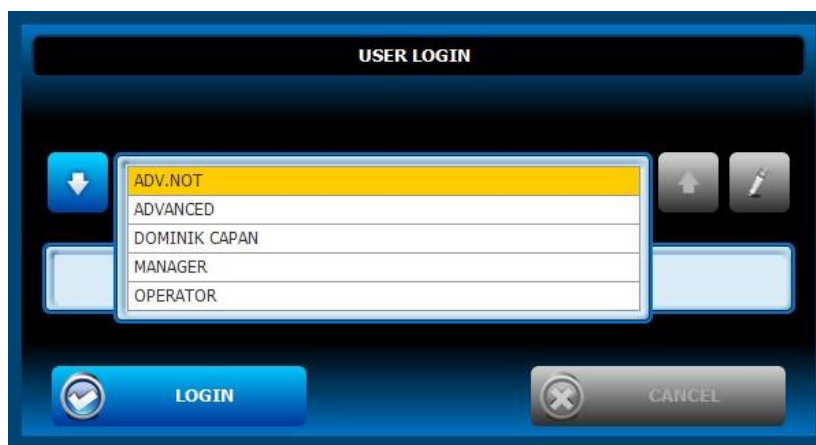 USER LOGIN
ADV.NOT
ADVANCED
DOMINIK CAPAN
MANAGER
OPERATOR
LOGIN
CANCEL